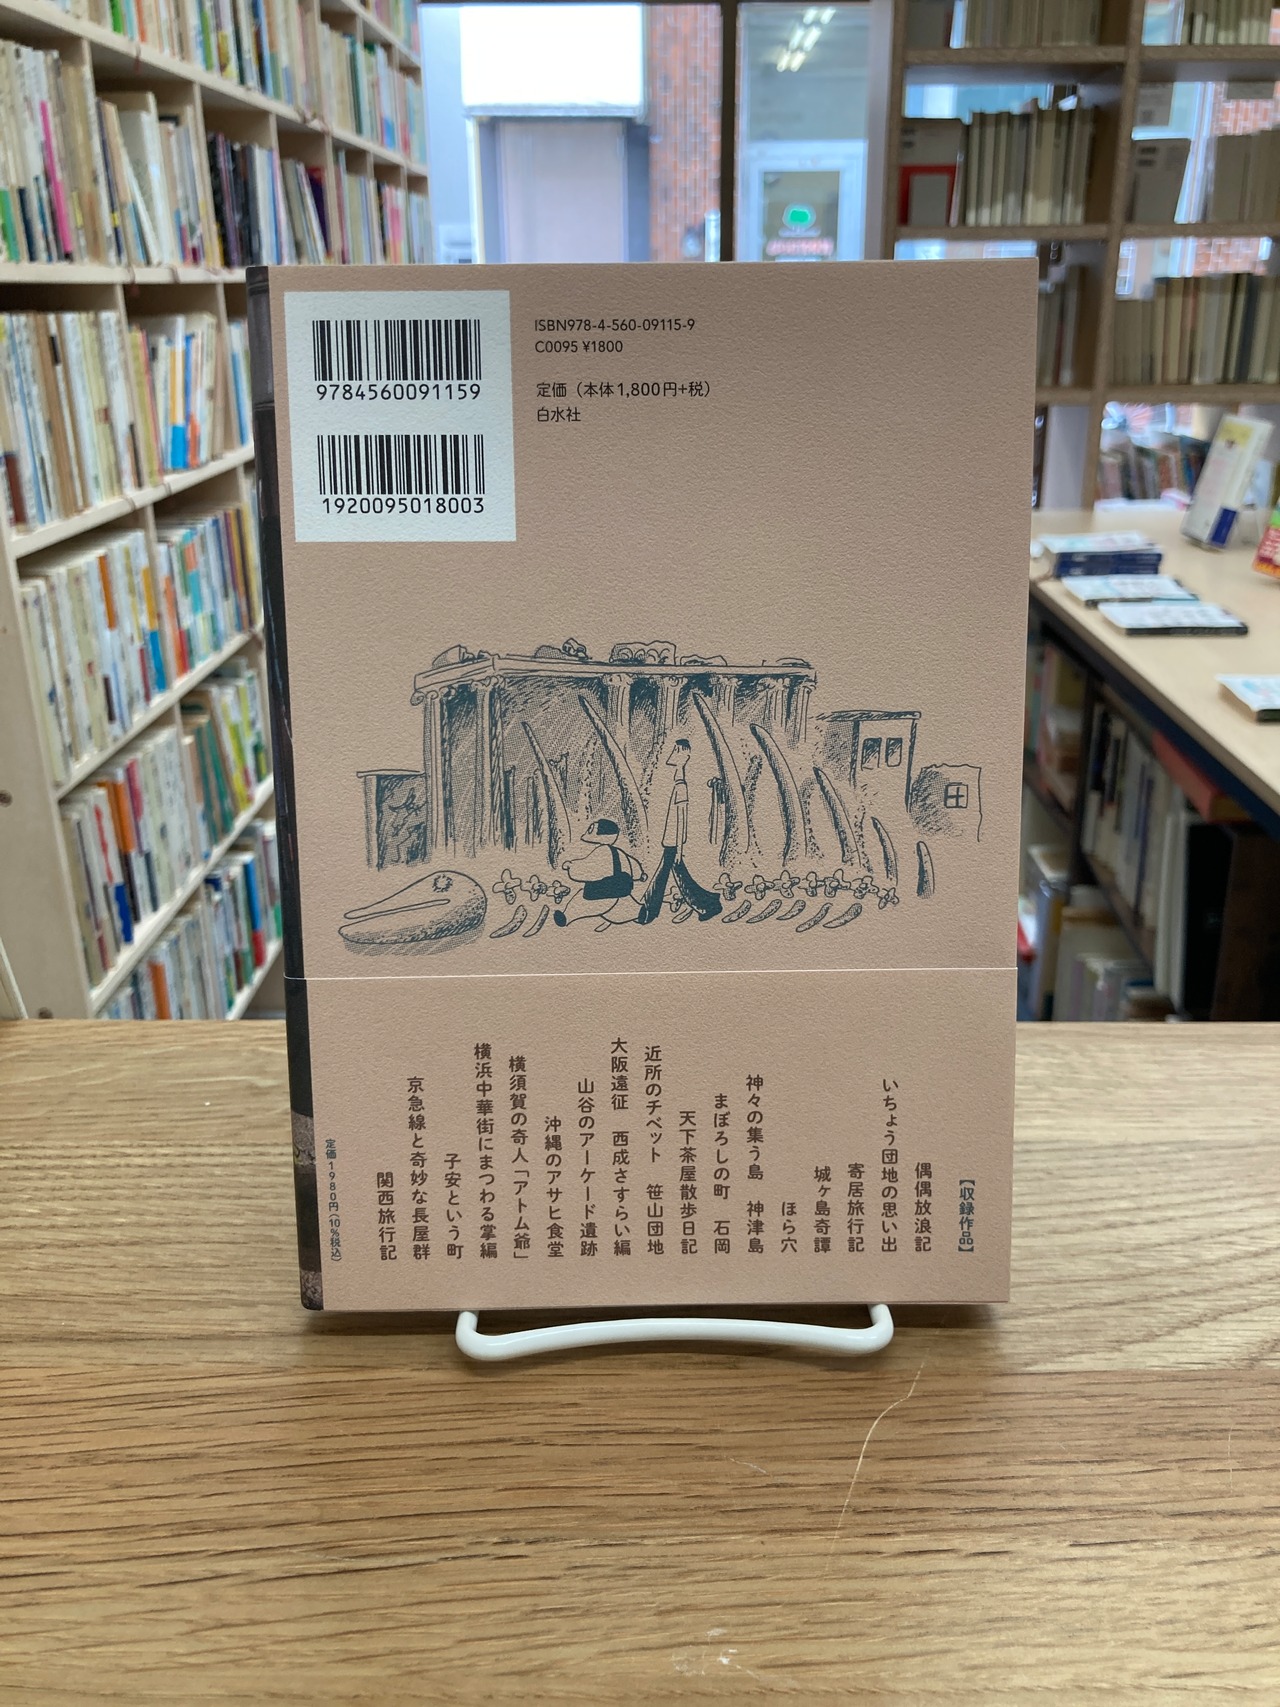 9784560091159
1920095018003
ISBN978-4-560-09115-9
C0095 ¥1800
定価（本体1,800円+税）
白水社
【収録作品】
偶偶放浪記
いちょう団地の思い出
寄居旅行記
城ヶ島奇譚
ほら穴
神々の集う島　神津島
まぼろしの町　石岡
天下茶屋散歩日記
近所のチベット　笹山団地
大阪遠征　西成さすらい編
山谷のアーケード遺跡
沖縄のアサヒ食堂
横須賀の奇人「アトム爺」
横浜中華街にまつわる掌編
子安という町
京急線と奇妙な長屋群
関西旅行記
定価1980円（10％税込）